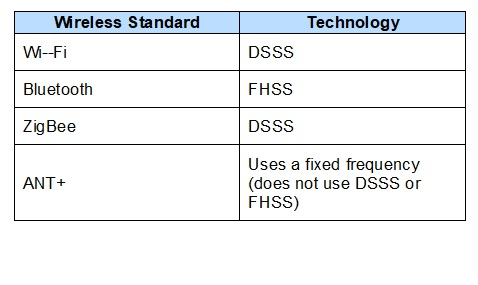 Wireless Standard Technology
Wi--Fi DSSS
Bluetooth FHSS
ZigBee DSSS
ANT+ Uses a fixed frequency
(does not use DSSS or
FHSS)